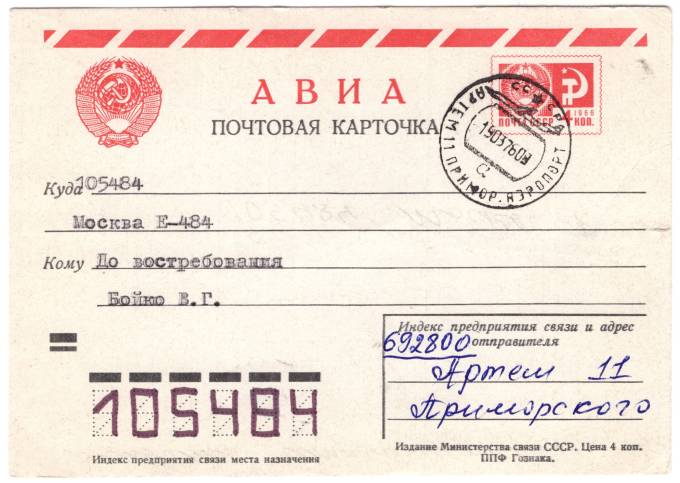 АВИА
ПОЧТОВАЯ КАРТОЧКА
1966
ПОЧТА СССР
4 КОП.
АРТЕМ 11 ПРИМОР. АЭРОПОРТ
Куда 105484
Москва Е-484
Кому До востребования
Бойко В.Г.
Индекс предприятия связи и адрес
отправителя
692800
Артем 11
Приморского
105484
Индекс предприятия связи места назначения
Издание Министерства связи СССР. Цена 4 коп.
ППФ Гознака.